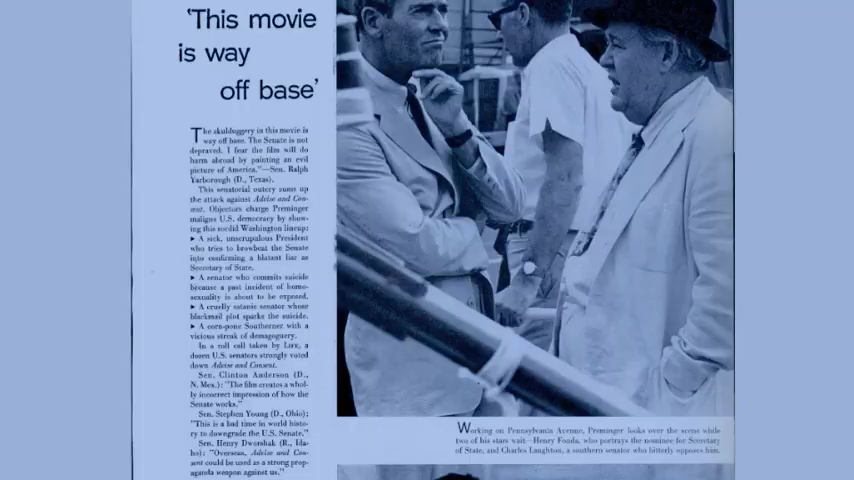 'This movie
is way
off base'
The skulduggery in this movie is
way off base. The Senate is not
depraved. I fear the film will do
harm abroad by painting an evil
picture of America."—Sen. Ralph
Yarborough (D., Texas).
This senatorial outcry sums up
the attack against Advise and Con-
sent. Objectors charge Preminger
maligns U.S. democracy by show-
ing this sordid Washington lineup:
► A sick, unscrupulous President
who tries to browbeat the Senate
into confirming a blatant liar as
Secretary of State.
► A senator who commits suicide
because a past incident of homo-
sexuality is about to be exposed.
► A cruelly satanic senator whose
blackmail plot sparks the suicide.
► A corn-pone Southerner with a
vicious streak of demagoguery.
In a roll call taken by LIFE, a
dozen U.S. senators strongly voted
down Advise and Consent.
Sen. Clinton Anderson (D.,
N. Mex.): "The film creates a whol-
ly incorrect impression of how the
Senate works."
Sen. Stephen Young (D., Ohio):
"This is a bad time in world histo-
ry to downgrade the U.S. Senate."
Sen. Henry Dworshak (R., Ida-
ho): "Overseas, Advise and Con-
sent could be used as a strong prop-
aganda weapon against us."
Working on Pennsylvania Avenue, Preminger looks over the scene while
two of his stars wait—Henry Fonda, who portrays the nominee for Secretary
of State, and Charles Laughton, a southern senator who bitterly opposes him.